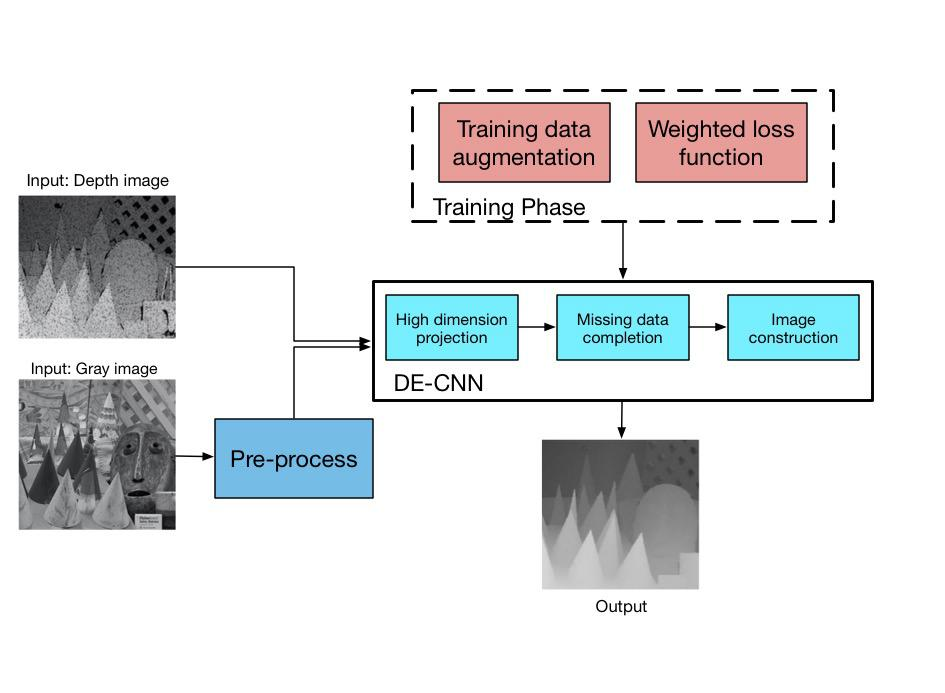 Training data
augmentation
Weighted loss
function
Training Phase
Input: Depth image
High dimension
projection
Missing data
completion
Image
construction
DE-CNN
Input: Gray image
Pre-process
Output